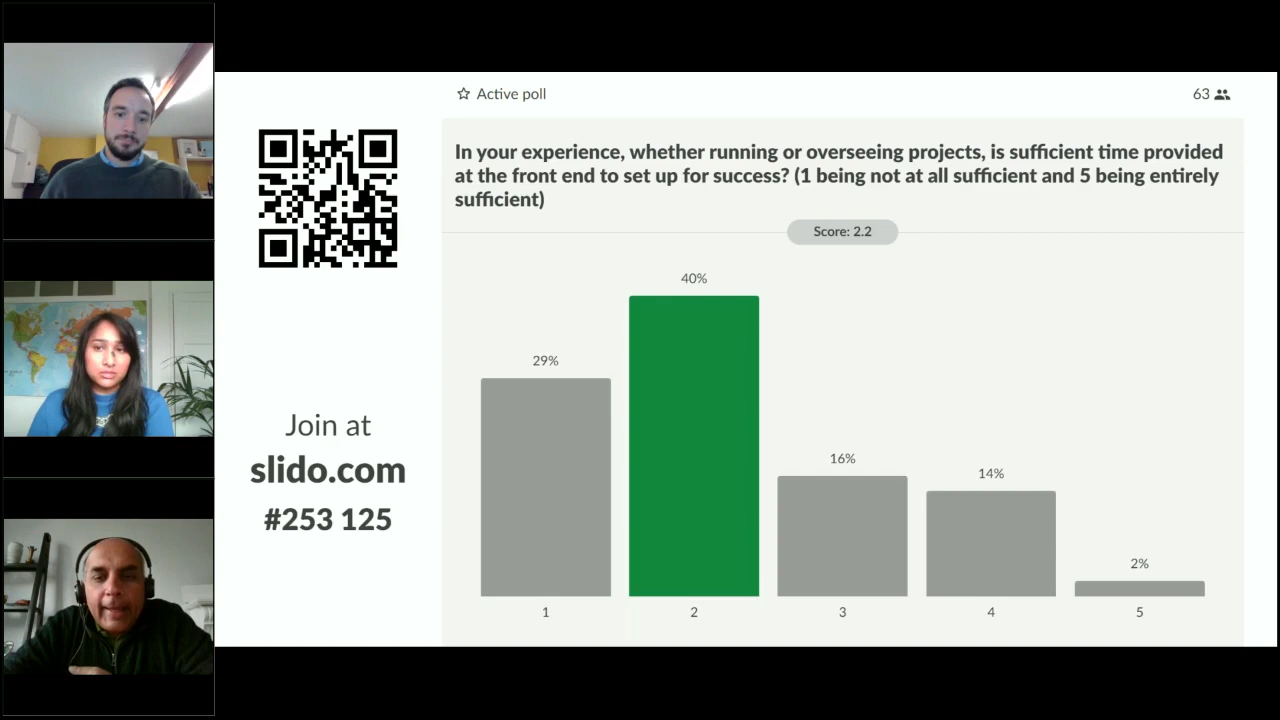 Active poll
63
In your experience, whether running or overseeing projects, is sufficient time provided
at the front end to set up for success? (1 being not at all sufficient and 5 being entirely
sufficient)
Score: 2.2
40%
29%
16%
14%
2%
1 2 3 4 5
Join at
slido.com
#253 125